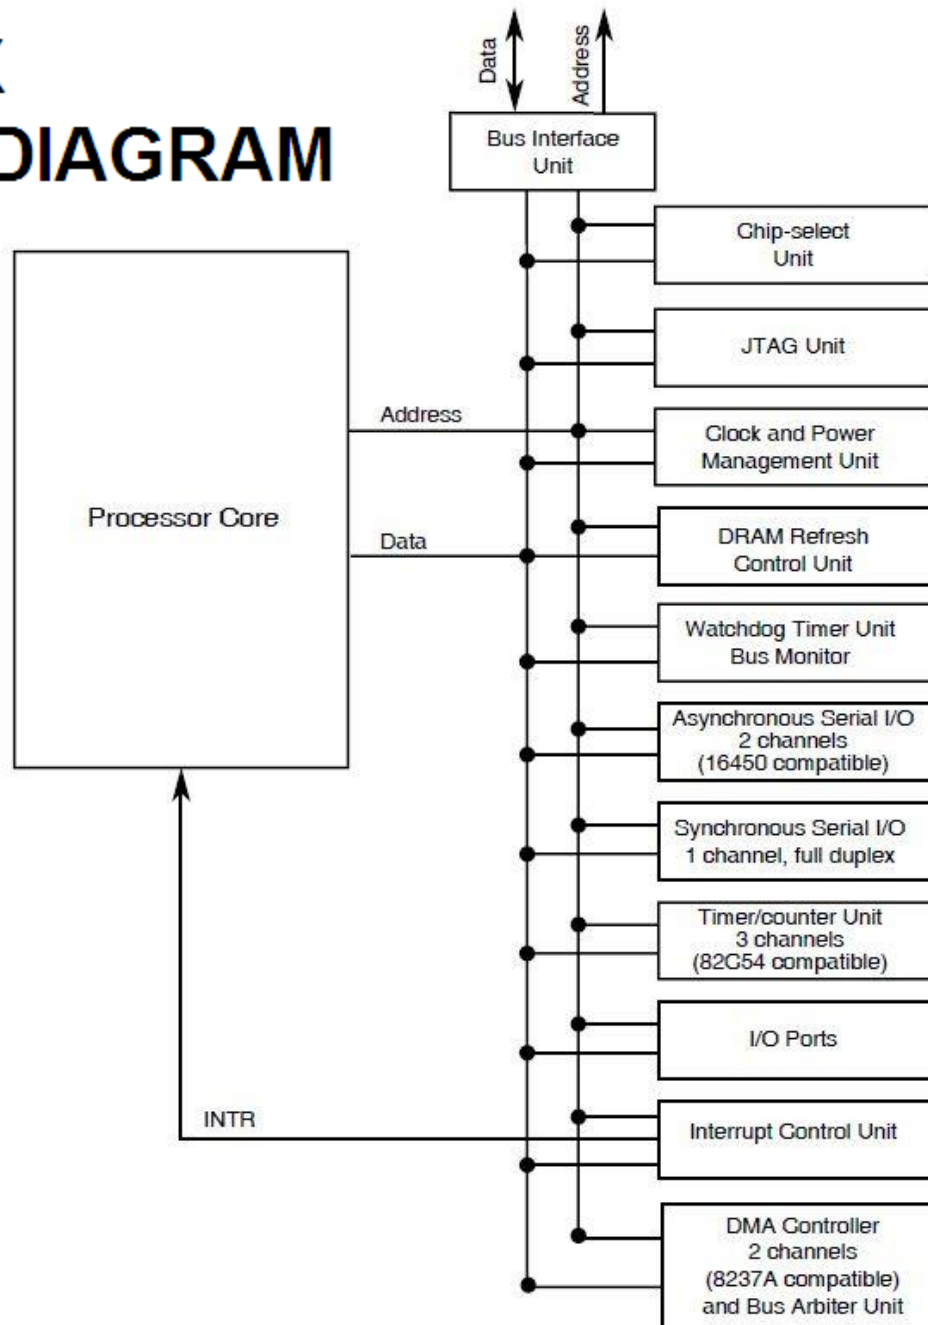 DIAGRAM
Data
Address
Bus Interface
Unit
Chip-select
Unit
JTAG Unit
Address
Clock and Power
Management Unit
Processor Core
Data
DRAM Refresh
Control Unit
Watchdog Timer Unit
Bus Monitor
Asynchronous Serial I/O
2 channels
(16450 compatible)
Synchronous Serial I/O
1 channel, full duplex
Timer/counter Unit
3 channels
(82C54 compatible)
I/O Ports
INTR
Interrupt Control Unit
DMA Controller
2 channels
(8237A compatible)
and Bus Arbiter Unit